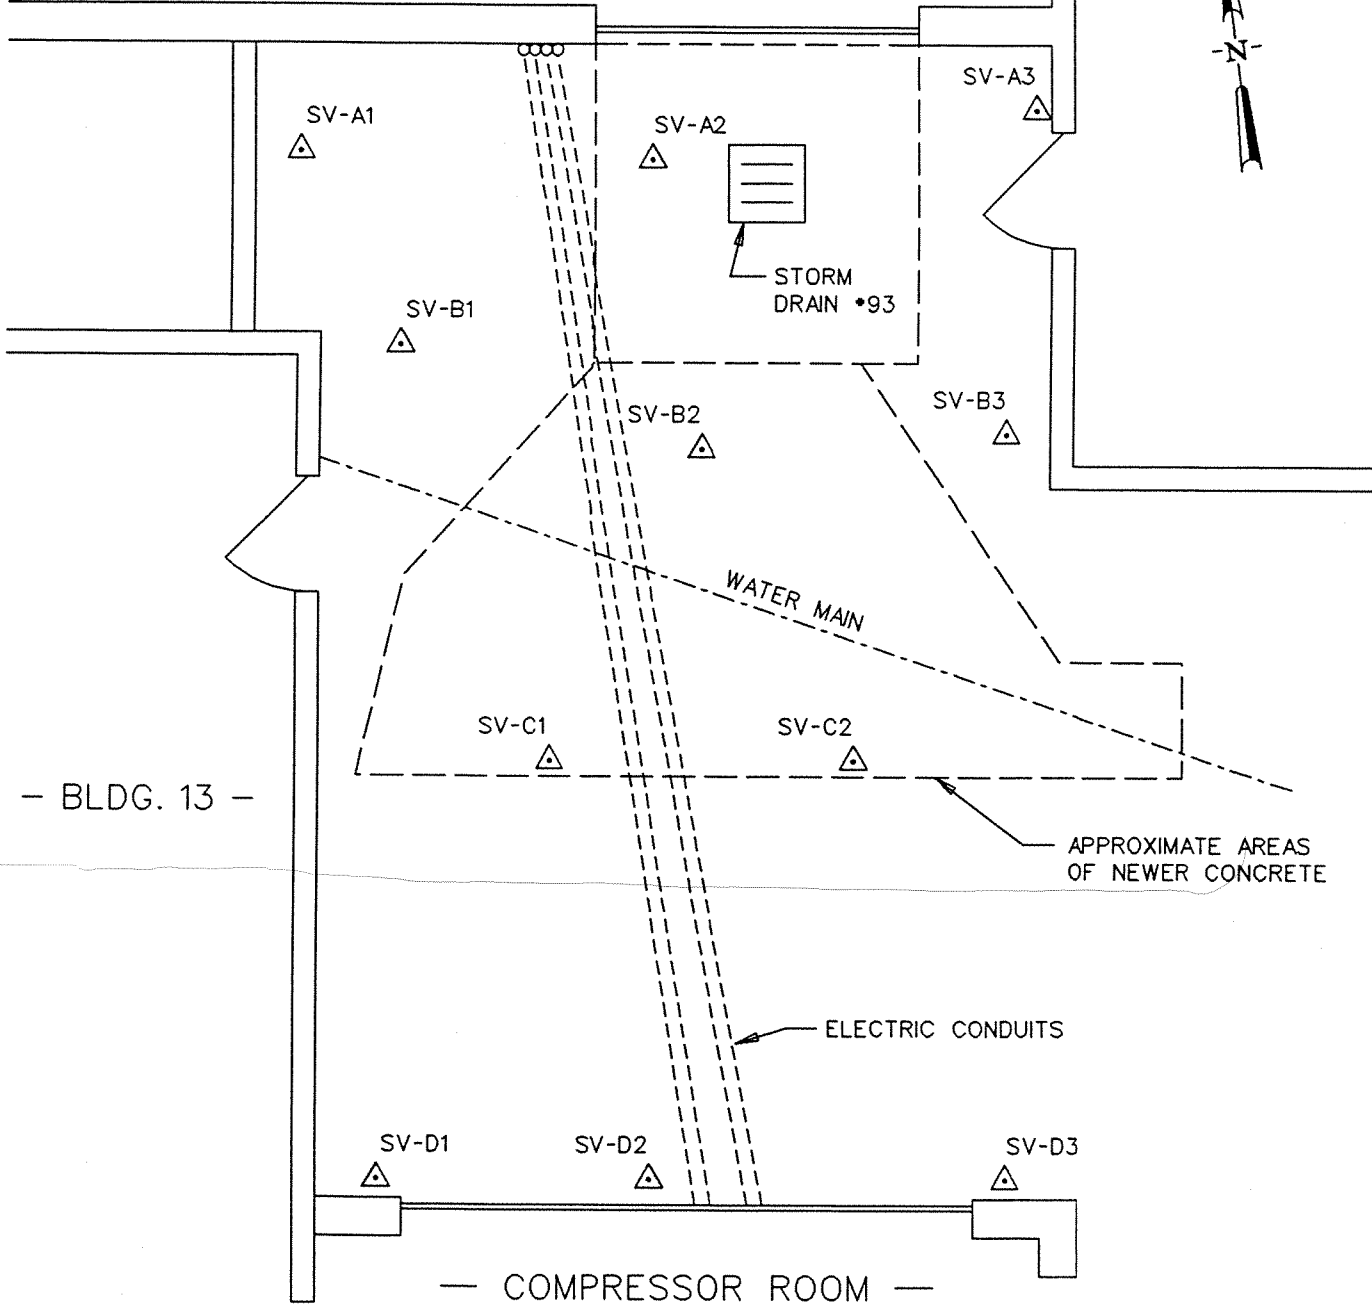 -N-
SV-A3
SV-A1
SV-A2
STORM
DRAIN *93
SV-B1
SV-B2
SV-B3
WATER MAIN
SV-C1
SV-C2
- BLDG. 13 -
APPROXIMATE AREAS
OF NEWER CONCRETE
ELECTRIC CONDUITS
SV-D1
SV-D2
SV-D3
- COMPRESSOR ROOM -